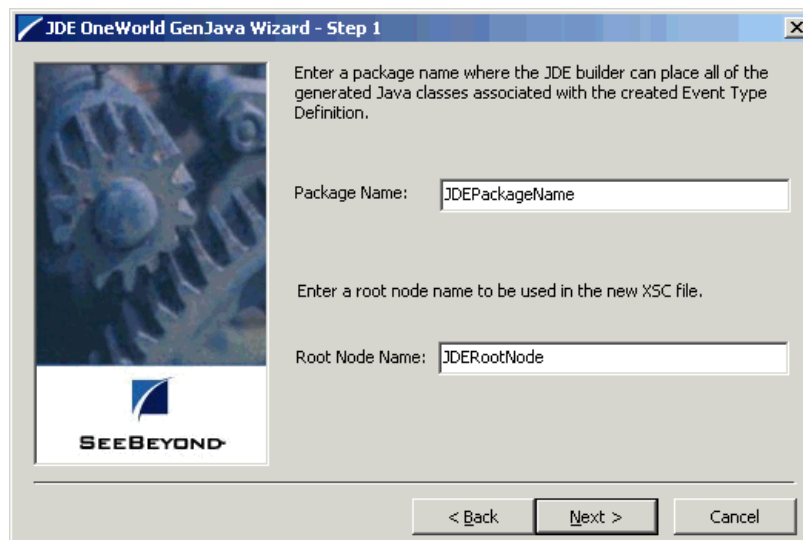 JDE OneWorld GenJava Wizard - Step 1
Enter a package name where the JDE builder can place all of the
generated Java classes associated with the created Event Type
Definition.
Package Name: JDEPackageName
Enter a root node name to be used in the new XSC file.
Root Node Name: JDERootNode
SEEBEYOND
< Back Next > Cancel